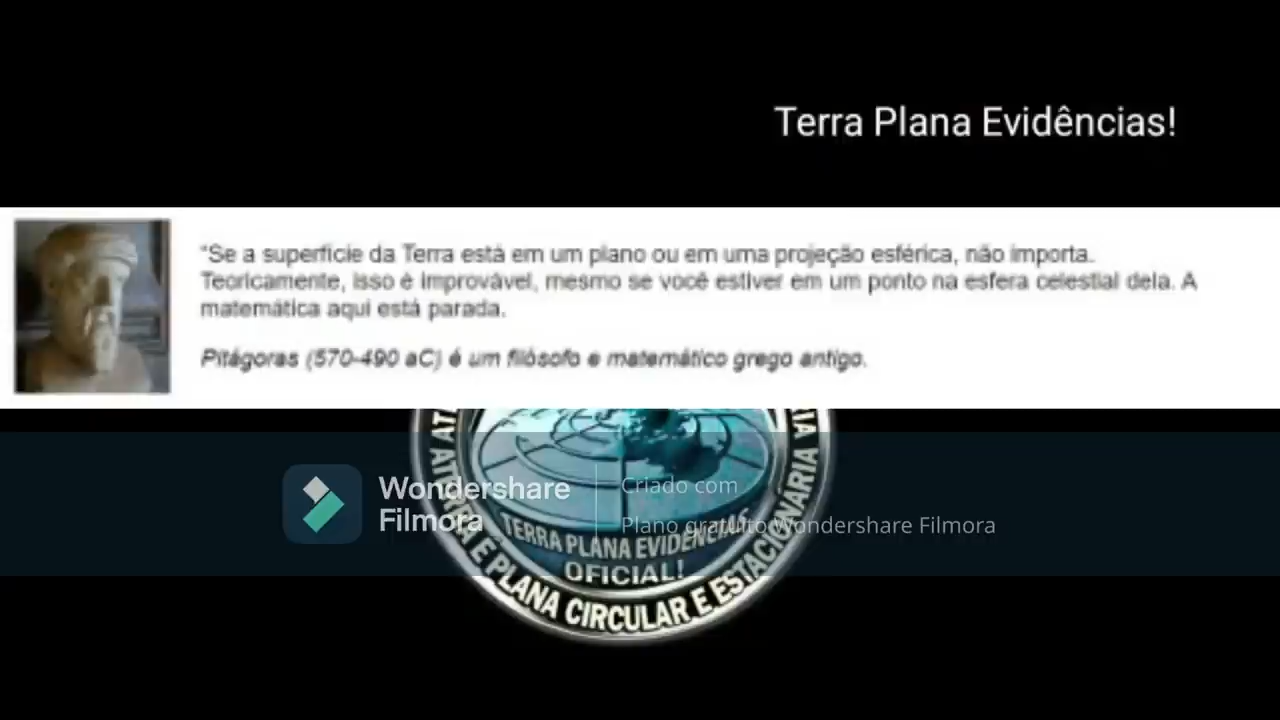 Terra Plana Evidências!
"Se a superfície da Terra está em um plano ou em uma projeção esférica, não importa.
Teoricamente, isso é improvável, mesmo se você estiver em um ponto na esfera celestial dela. A
matemática aqui está parada.
Pitágoras (570-490 aC) é um filósofo e matemático grego antigo.
Wondershare
Filmora
Criado com
Plano gratuito Wondershare Filmora
TERRA PLANA EVIDÊNCIAS
OFICIAL!
A TERRA É PLANA CIRCULAR E ESTACIONÁRIA